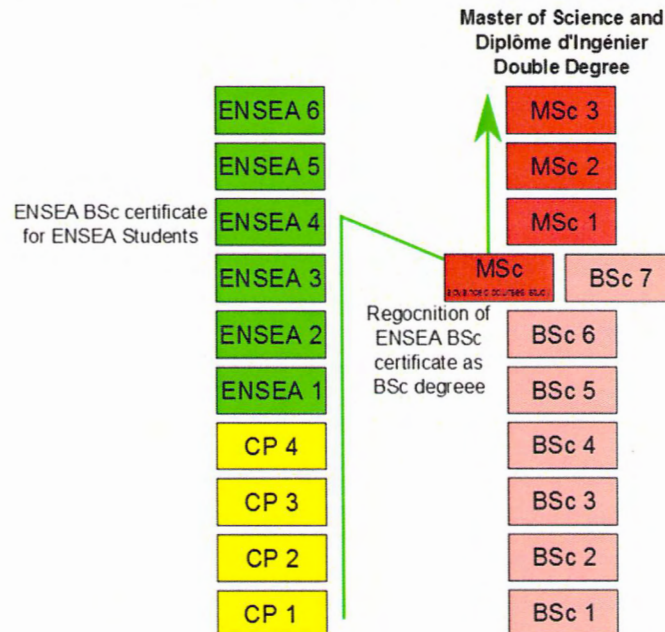 Master of Science and
Diplôme d'Ingénier
Double Degree
ENSEA 6
MSc 3
ENSEA 5
MSc 2
ENSEA BSc certificate
for ENSEA Students
ENSEA 4
MSc 1
ENSEA 3
MSc
BSc 7
Regocnition of
ENSEA BSc
certificate as
BSc degreee
ENSEA 2
BSc 6
ENSEA 1
BSc 5
CP 4
BSc 4
CP 3
BSc 3
CP 2
BSc 2
CP 1
BSc 1